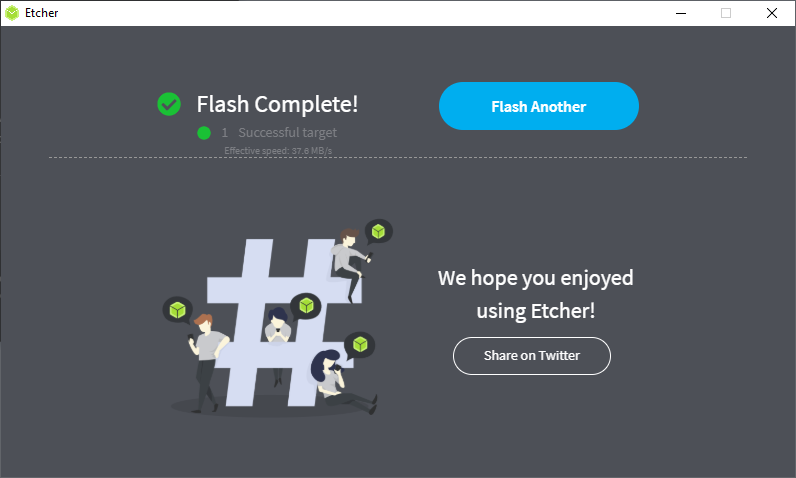 Etcher
Flash Complete!
1 Successful target
Effective speed: 37.6 MB/s
Flash Another
We hope you enjoyed
using Etcher!
Share on Twitter